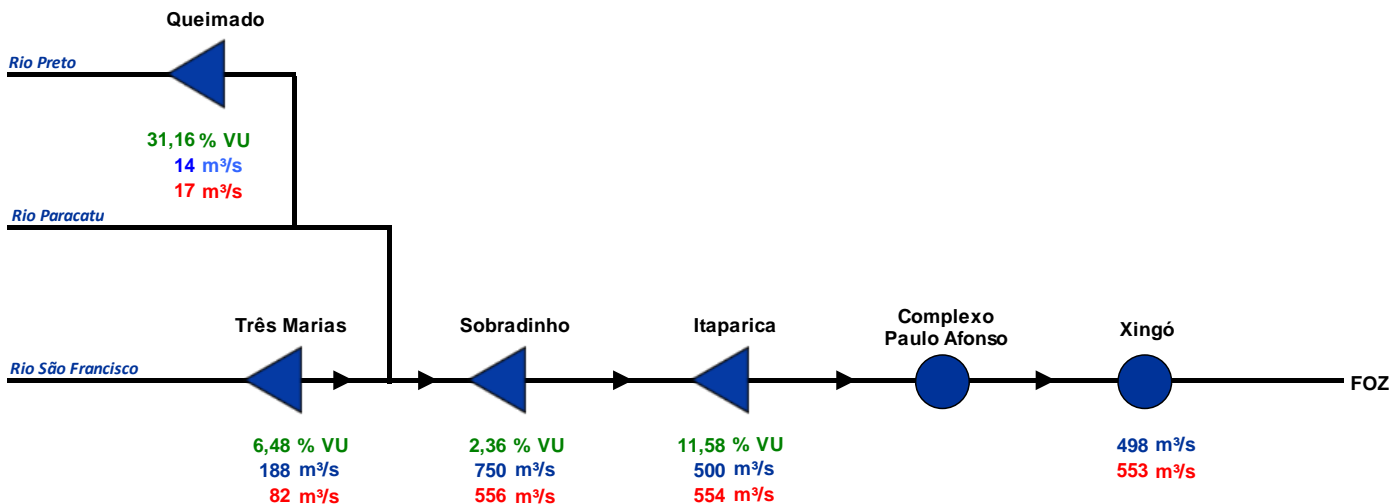 Queimado
Rio Preto
31,16 % VU
14 m³/s
17 m³/s
Rio Paracatu
Três Marias
Sobradinho
Itaparica
Complexo
Paulo Afonso
Xingó
Rio São Francisco
FOZ
6,48 % VU
188 m³/s
82 m³/s
2,36 % VU
750 m³/s
556 m³/s
11,58 % VU
500 m³/s
554 m³/s
498 m³/s
553 m³/s